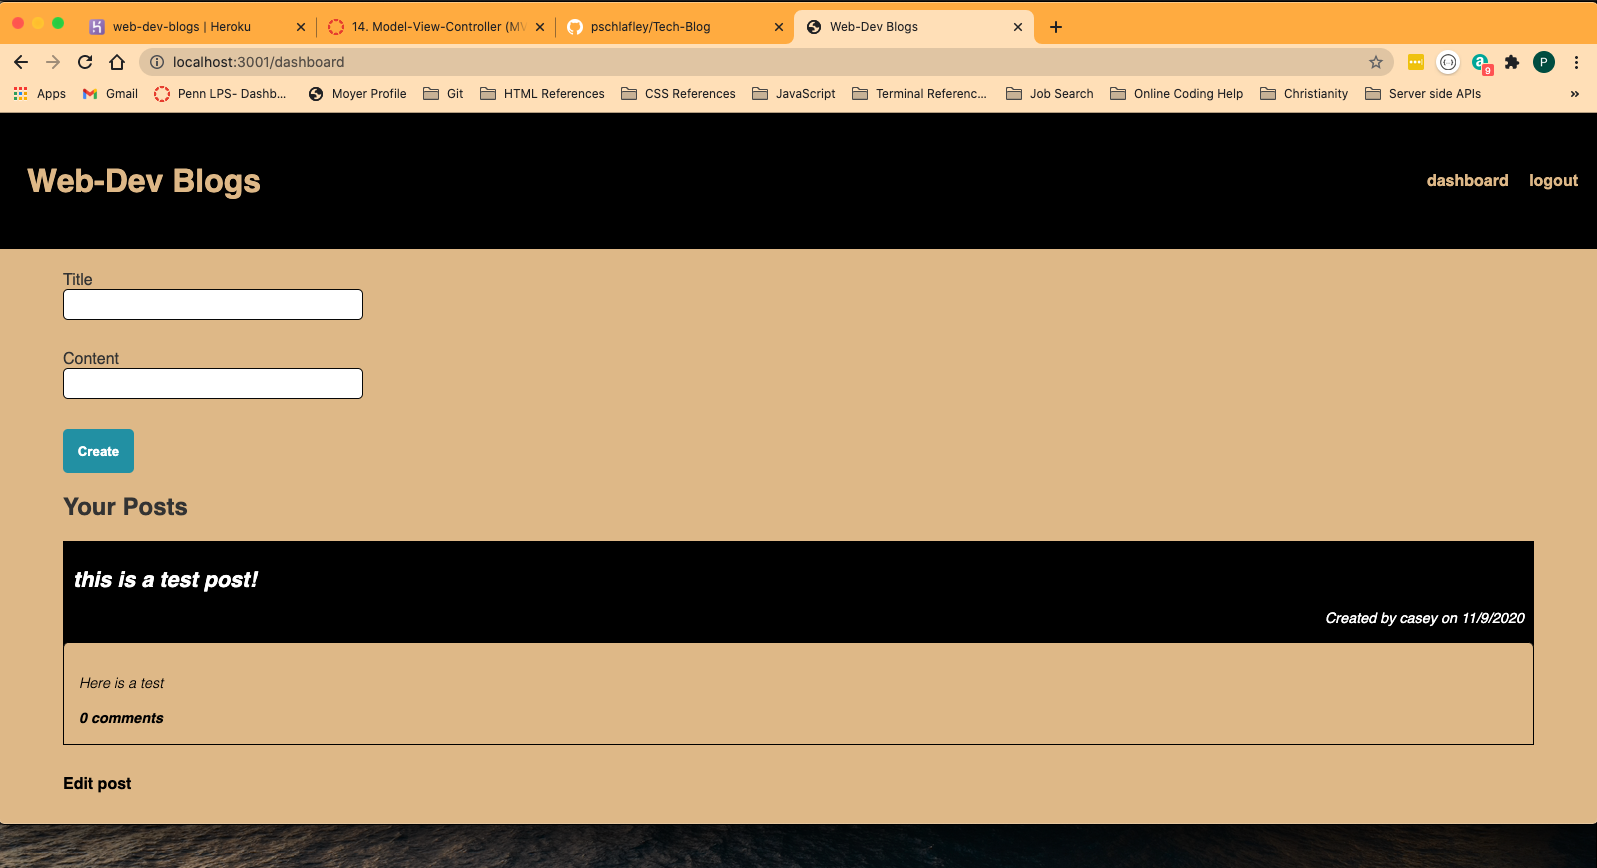 web-dev-blogs | Heroku
14. Model-View-Controller (MV
pschlafley/Tech-Blog
Web-Dev Blogs
localhost:3001/dashboard
9
P
Apps
Gmail
Penn LPS- Dashb...
Moyer Profile
Git
HTML References
CSS References
JavaScript
Terminal Referenc...
Job Search
Online Coding Help
Christianity
Server side APIs
»
Web-Dev Blogs
dashboard logout
Title
Content
Create
Your Posts
this is a test post!
Created by casey on 11/9/2020
Here is a test
0 comments
Edit post